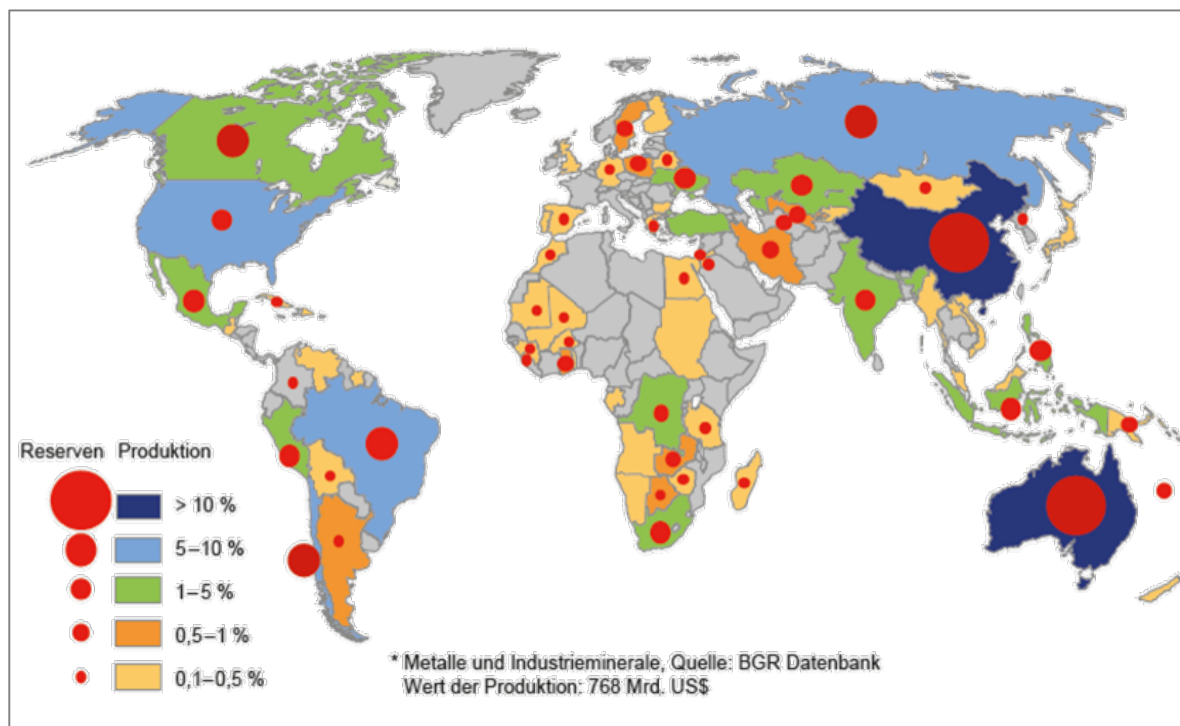 Reserven Produktion
> 10 %
5–10 %
1–5 %
0,5–1 %
0,1–0,5 %
* Metalle und Industrieminerale, Quelle: BGR Datenbank
Wert der Produktion: 768 Mrd. US$